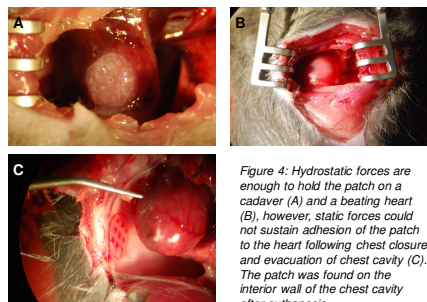 A
B
C
Figure 4: Hydrostatic forces are
enough to hold the patch on a
cadaver (A) and a beating heart
(B), however, static forces could
not sustain adhesion of the patch
to the heart following chest closure
and evacuation of chest cavity (C).
The patch was found on the
interior wall of the chest cavity
after euthanasia